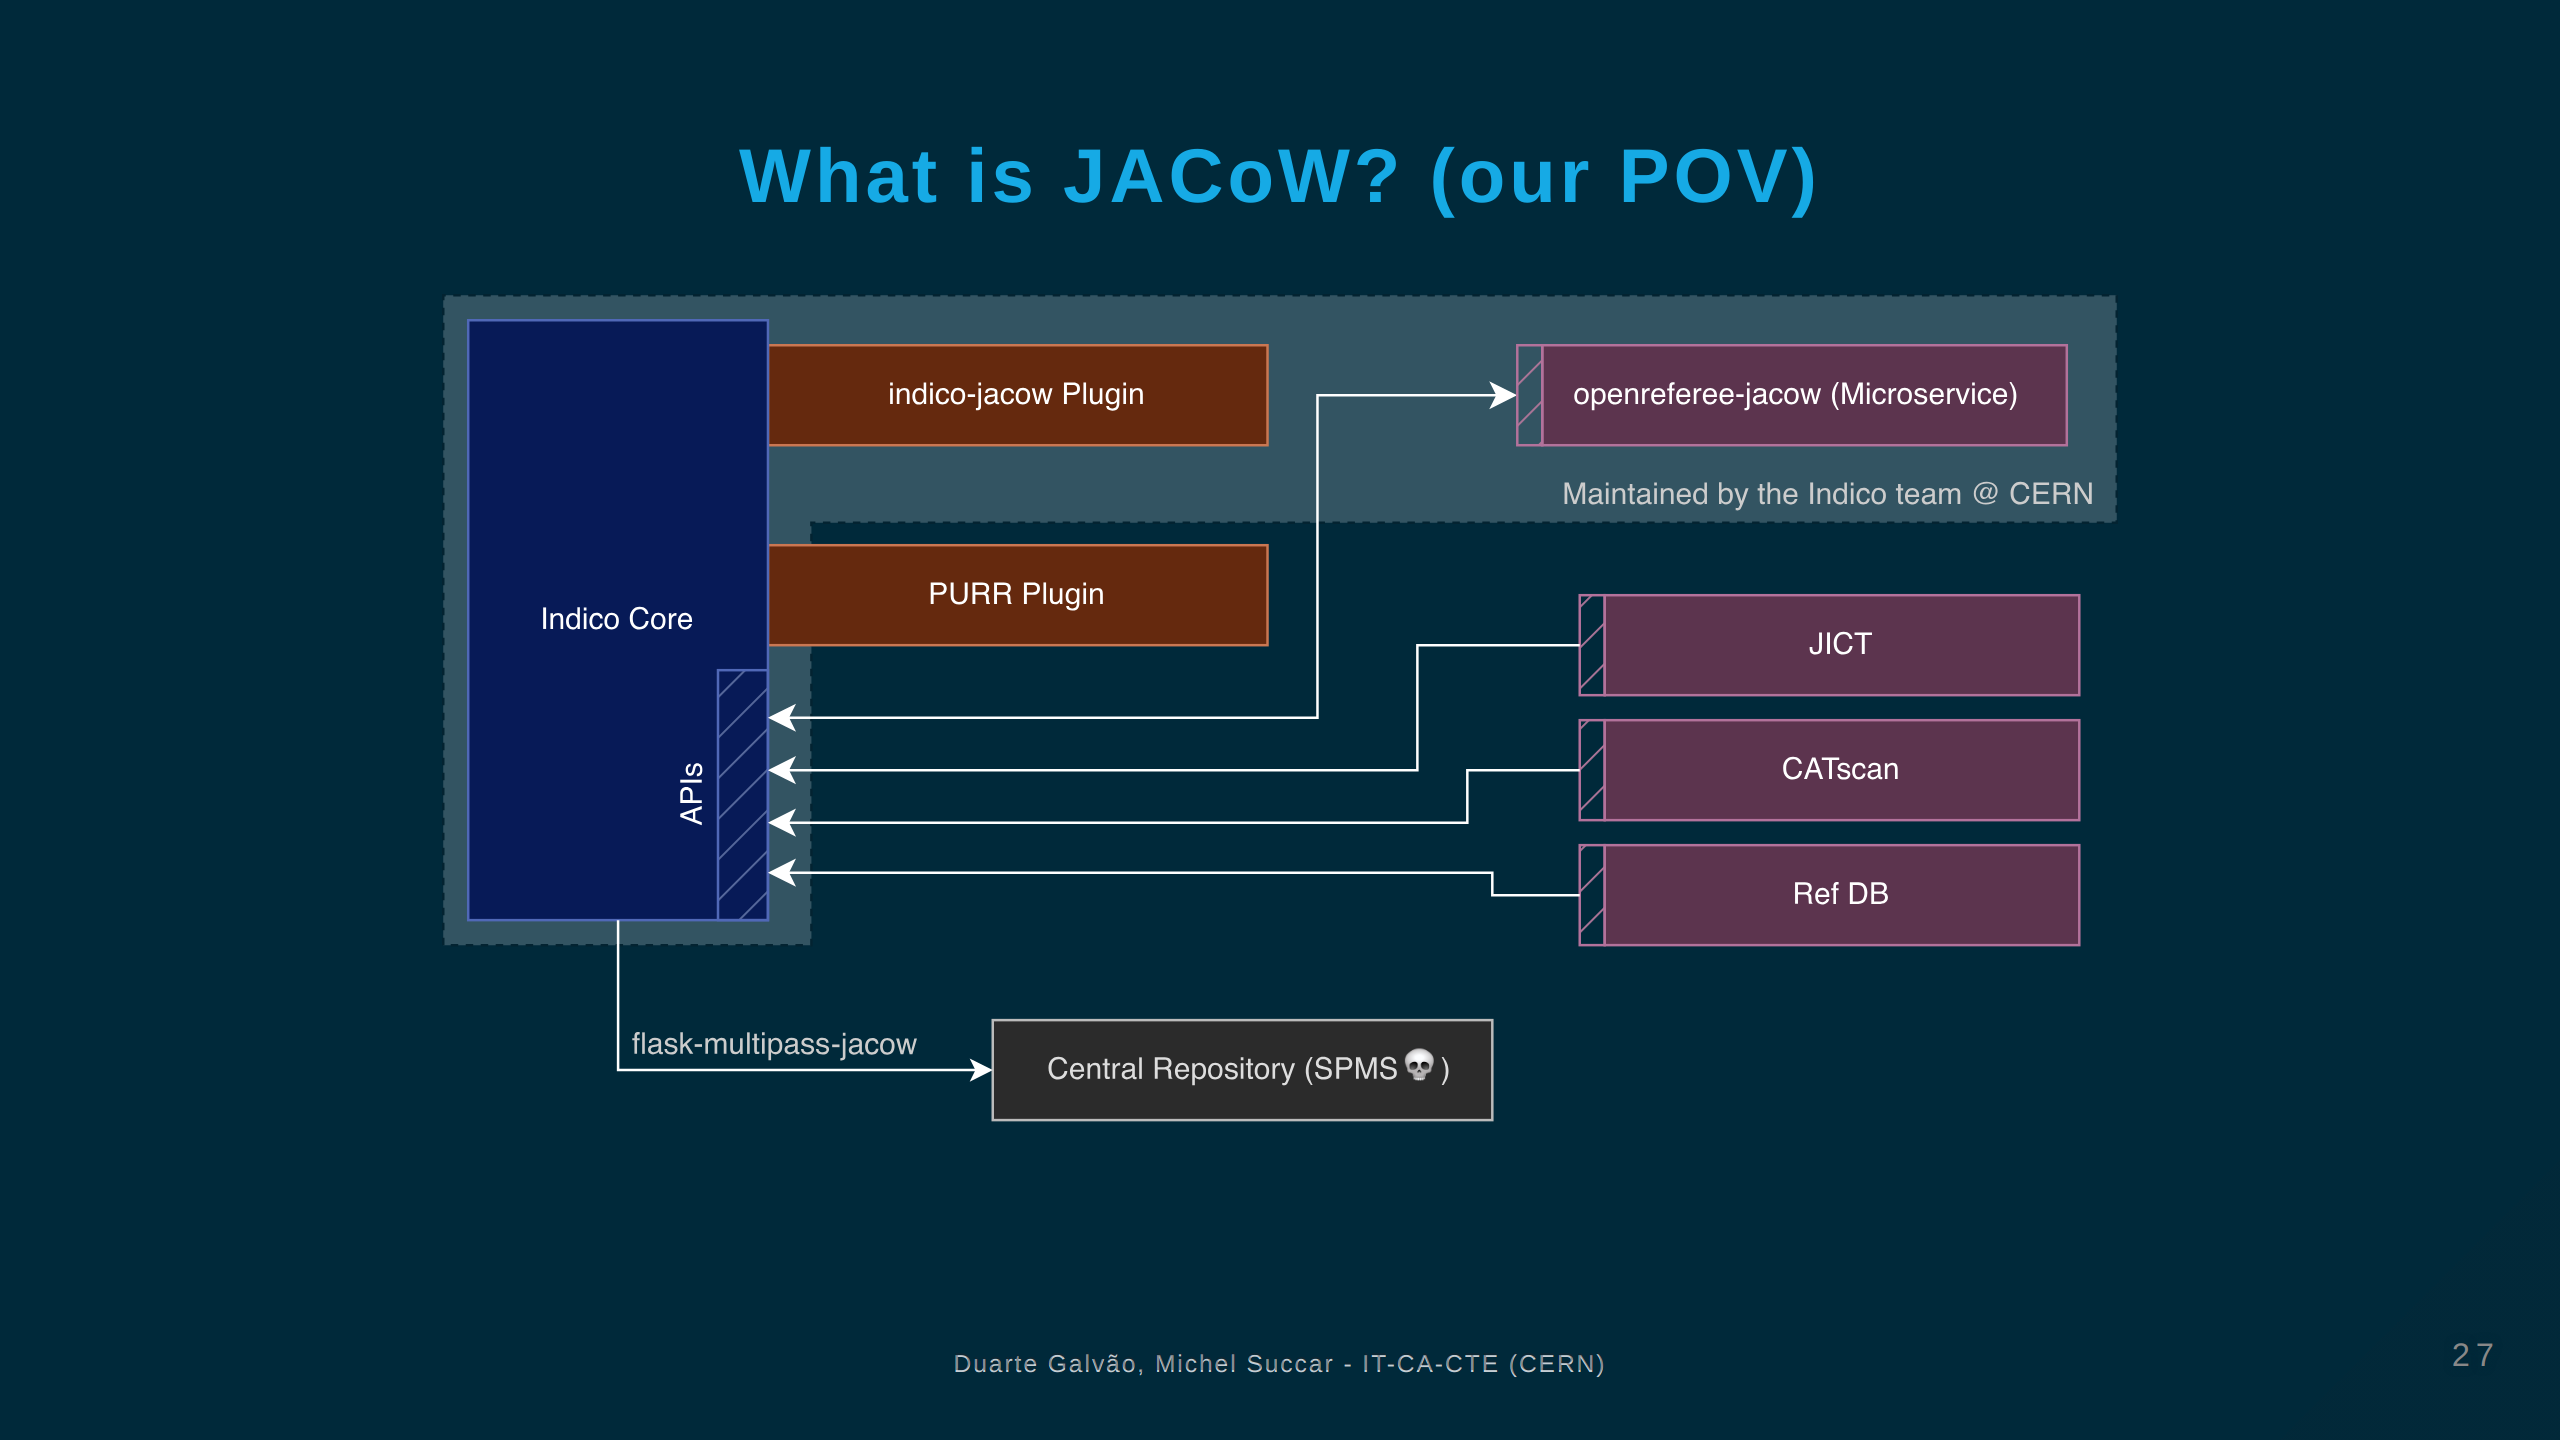 What is JACoW? (our POV)
indico-jacow Plugin
openreferee-jacow (Microservice)
Maintained by the Indico team @ CERN
PURR Plugin
Indico Core
JICT
APIs
CATscan
Ref DB
flask-multipass-jacow
Central Repository (SPMS💀)
Duarte Galvão, Michel Succar - IT-CA-CTE (CERN)
27